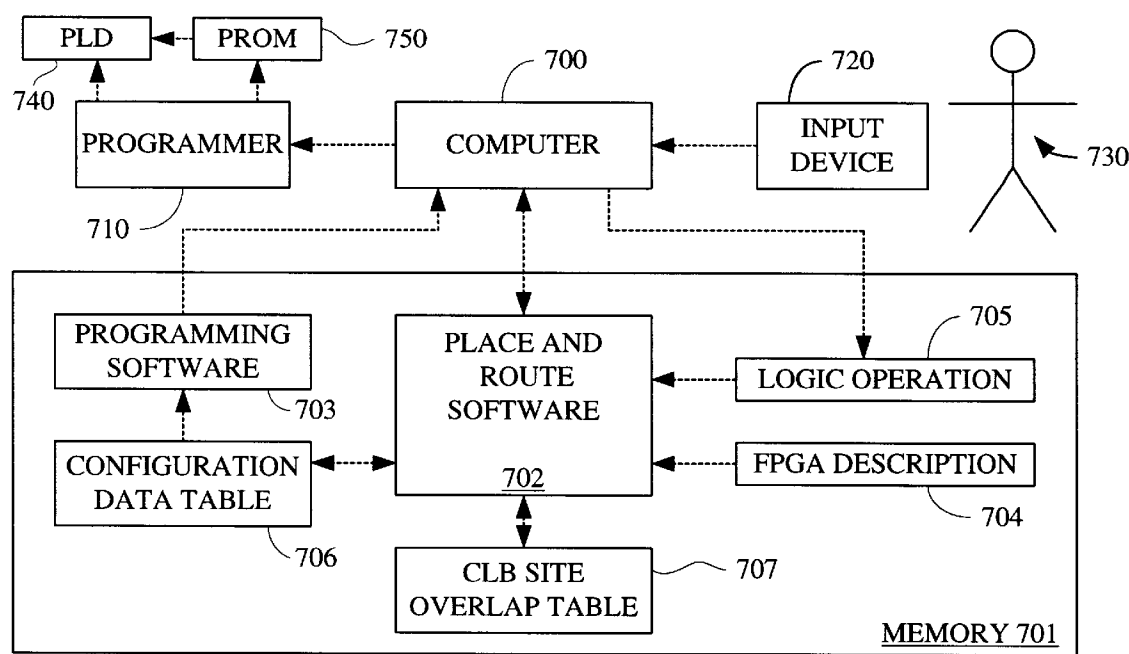 PLD
PROM
750
740
700
720
PROGRAMMER
COMPUTER
INPUT
DEVICE
730
710
PROGRAMMING
SOFTWARE
703
PLACE AND
ROUTE
SOFTWARE
702
705
LOGIC OPERATION
CONFIGURATION
DATA TABLE
706
FPGA DESCRIPTION
704
CLB SITE
OVERLAP TABLE
707
MEMORY 701